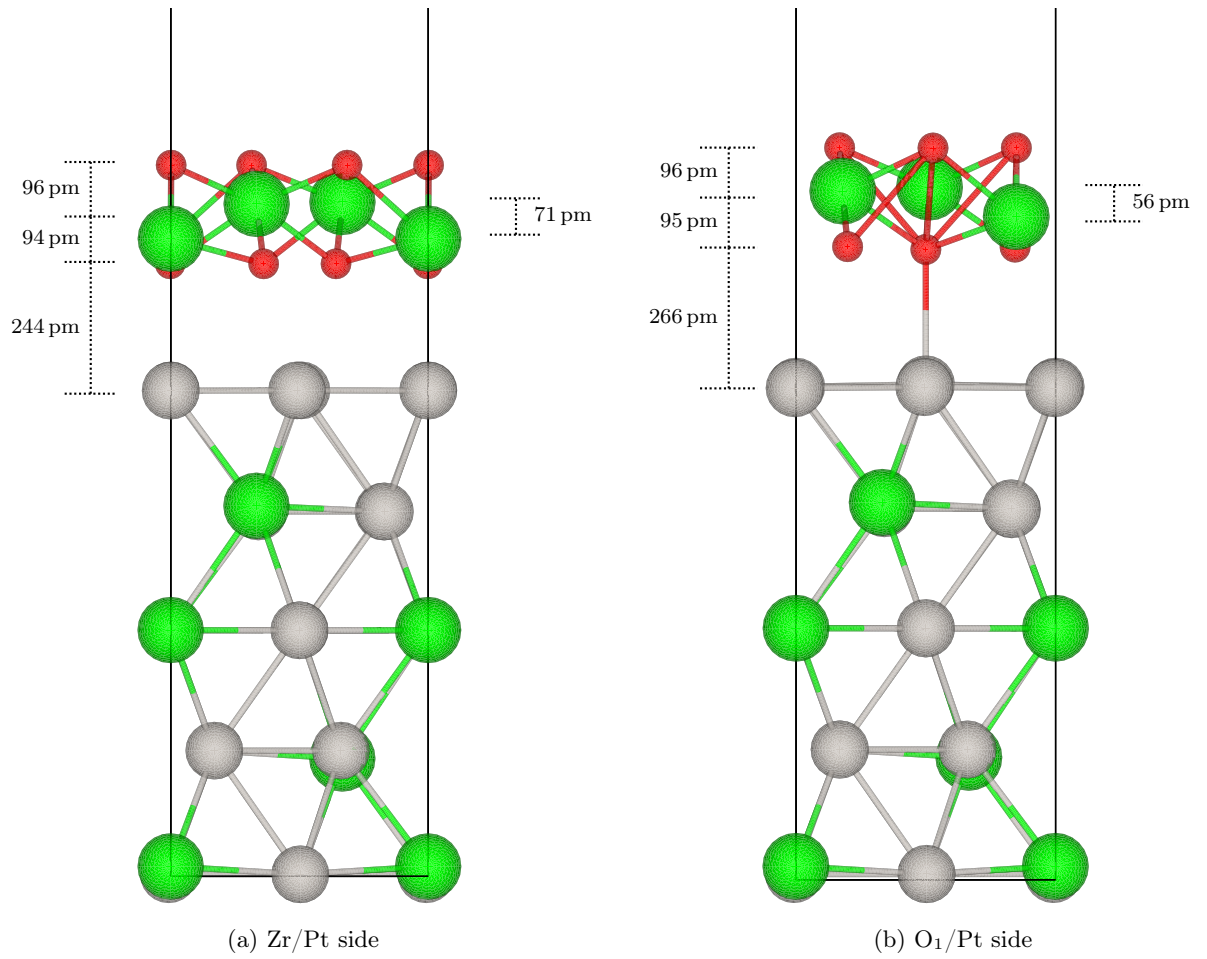 96 pm
94 pm
244 pm
71 pm
(a) Zr/Pt side
96 pm
95 pm
266 pm
56 pm
(b) O₁/Pt side